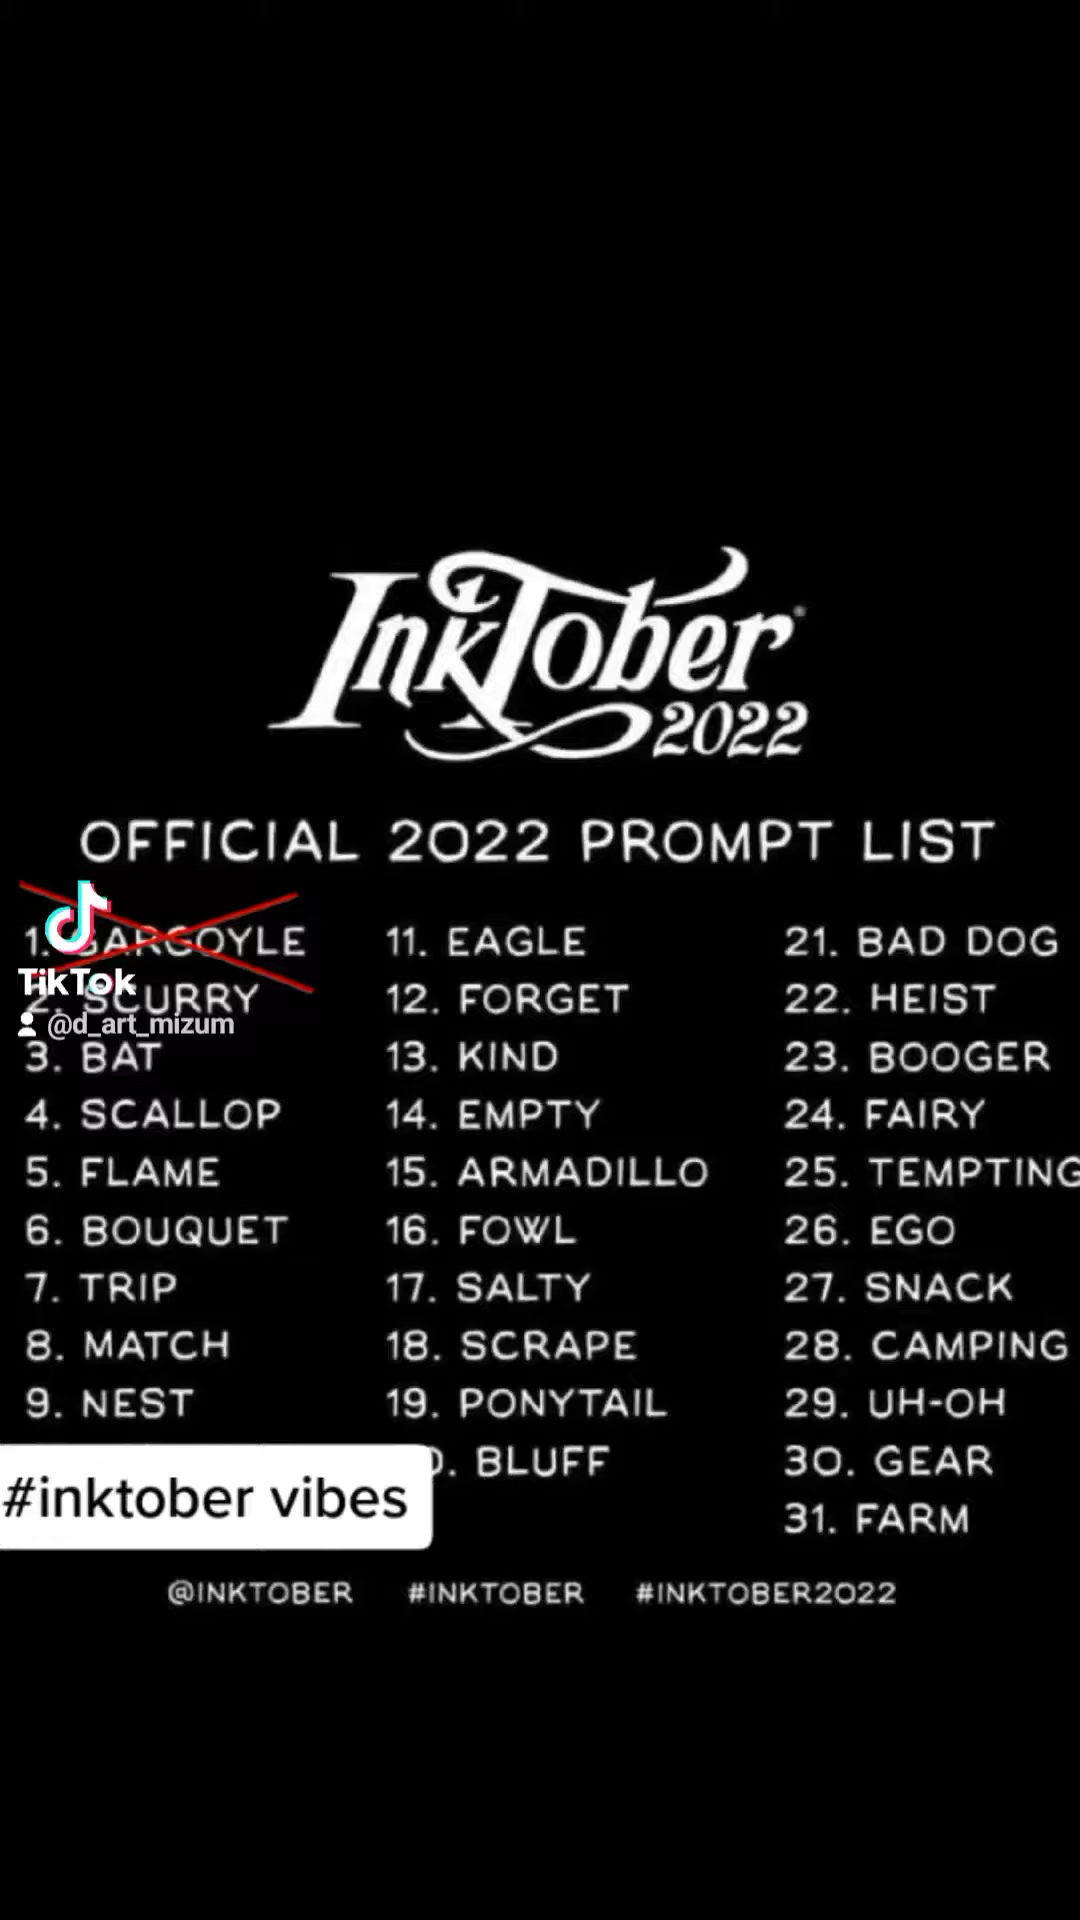 InkTober
2022
OFFICIAL 2022 PROMPT LIST
1. GARGOYLE
2. SCURRY
3. BAT
4. SCALLOP
5. FLAME
6. BOUQUET
7. TRIP
8. MATCH
9. NEST
11. EAGLE
12. FORGET
13. KIND
14. EMPTY
15. ARMADILLO
16. FOWL
17. SALTY
18. SCRAPE
19. PONYTAIL
0. BLUFF
21. BAD DOG
22. HEIST
23. BOOGER
24. FAIRY
25. TEMPTING
26. EGO
27. SNACK
28. CAMPING
29. UH-OH
30. GEAR
31. FARM
TikTok
@d_art_mizum
#inktober vibes
@INKTOBER #INKTOBER #INKTOBER2022